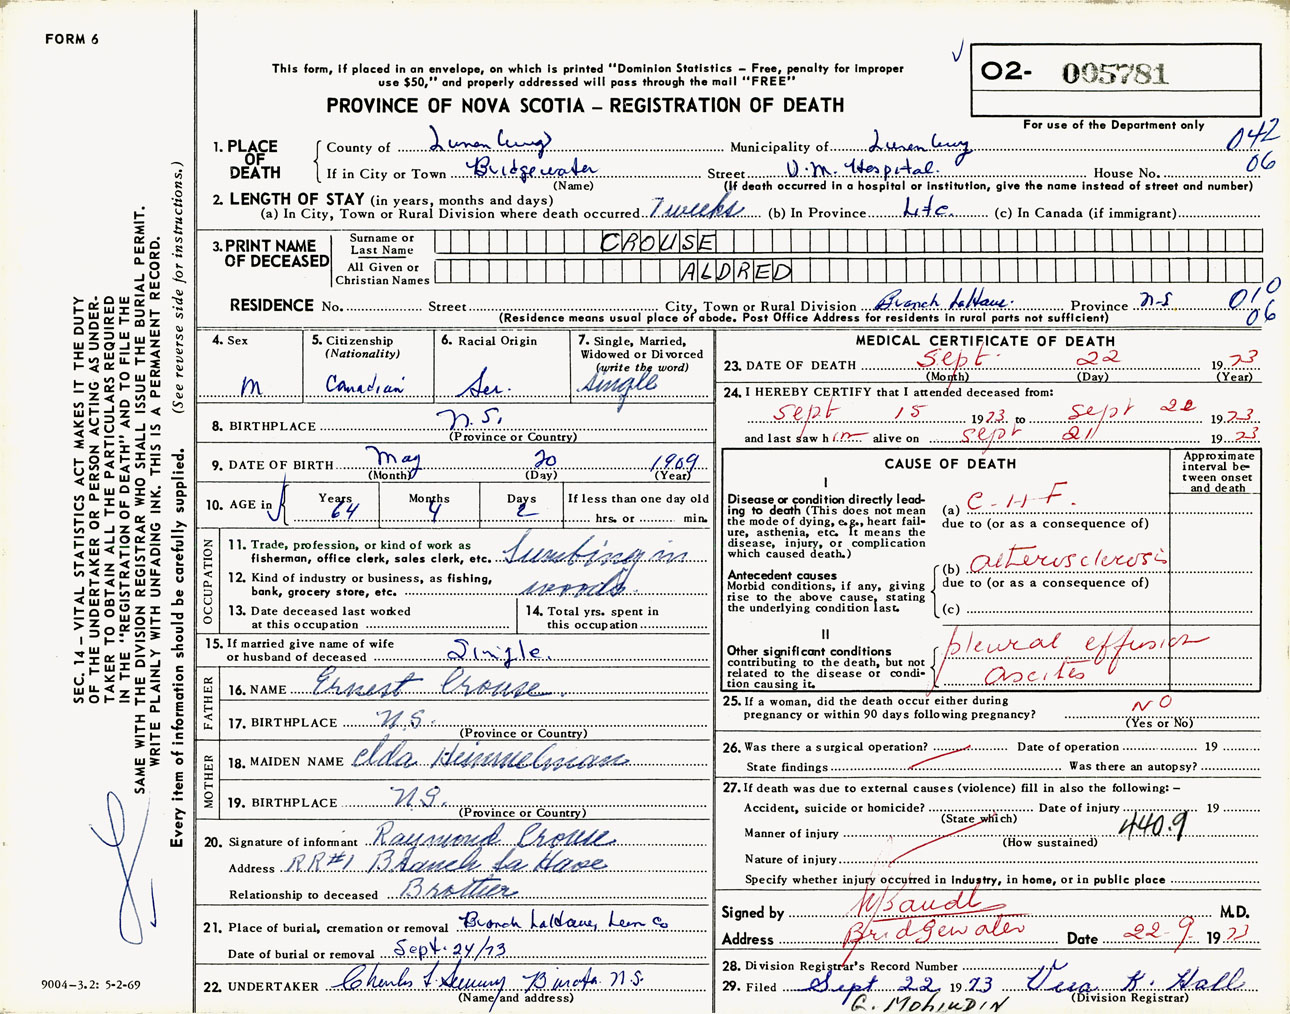 FORM 6
This form, if placed in an envelope, on which is printed "Dominion Statistics – Free, penalty for improper
use $50," and properly addressed will pass through the mail "FREE"
PROVINCE OF NOVA SCOTIA – REGISTRATION OF DEATH
O2- 005781
For use of the Department only
042
06
1. PLACE OF DEATH County of Lunenburg Municipality of Lunenburg
If in City or Town Bridgewater Street D.M. Hospital. House No.
(Name) (If death occurred in a hospital or institution, give the name instead of street and number)
2. LENGTH OF STAY (in years, months and days)
(a) In City, Town or Rural Division where death occurred 7 weeks (b) In Province Life. (c) In Canada (if immigrant)
3. PRINT NAME OF DECEASED Surname or Last Name CROUSE
All Given or Christian Names ALDRED
RESIDENCE No. Street City, Town or Rural Division Branch LaHave. Province N-S 010
(Residence means usual place of abode. Post Office Address for residents in rural parts not sufficient) 06
4. Sex M
5. Citizenship (Nationality) Canadian
6. Racial Origin Ger.
7. Single, Married, Widowed or Divorced (write the word) Single
8. BIRTHPLACE N.S.
(Province or Country)
9. DATE OF BIRTH May 20 1909
(Month) (Day) (Year)
10. AGE in Years Months Days If less than one day old
64 4 2 hrs. or min.
OCCUPATION
11. Trade, profession, or kind of work as
fisherman, office clerk, sales clerk, etc. Lumbering in
12. Kind of industry or business, as fishing,
bank, grocery store, etc. woods.
13. Date deceased last worked
at this occupation
14. Total yrs. spent in
this occupation
15. If married give name of wife
or husband of deceased Single.
FATHER
16. NAME Ernest Crouse.
17. BIRTHPLACE N.S.
(Province or Country)
MOTHER
18. MAIDEN NAME Elda Heimmelman
19. BIRTHPLACE N.S.
(Province or Country)
20. Signature of informant Raymond Crouse
Address RR#1 Branch La Have
Relationship to deceased Brother
21. Place of burial, cremation or removal Branch LaHave, Lun Co
Date of burial or removal Sept. 24/73
22. UNDERTAKER Charles N.S.
(Name and address)
MEDICAL CERTIFICATE OF DEATH
23. DATE OF DEATH Sept. 22 1973
(Month) (Day) (Year)
24. I HEREBY CERTIFY that I attended deceased from:
Sept 15 1973 to Sept 22 1973
and last saw him alive on Sept 21 1973
CAUSE OF DEATH
Approximate interval between onset and death
I
Disease or condition directly leading to death (This does not mean
the mode of dying, e.g., heart failure, asthenia, etc. It means the
disease, injury, or complication
which caused death.)
(a) C-H-F.
due to (or as a consequence of)
Antecedent causes
Morbid conditions, if any, giving
rise to the above cause, stating
the underlying condition last.
(b) alterosclerosis
due to (or as a consequence of)
(c)
II
Other significant conditions
contributing to the death, but not
related to the disease or condition causing it.
pleural effusion
ascites
25. If a woman, did the death occur either during
pregnancy or within 90 days following pregnancy? NO
(Yes or No)
26. Was there a surgical operation? Date of operation 19
State findings Was there an autopsy?
27. If death was due to external causes (violence) fill in also the following: –
Accident, suicide or homicide? Date of injury 19
(State which)
Manner of injury 440.9
(How sustained)
Nature of injury
Specify whether injury occurred in industry, in home, or in public place
Signed by M.D.
Address Bridgewater Date 22-9 1973
28. Division Registrar's Record Number
29. Filed Sept 22 1973 Vera K. Hall
(Division Registrar)
G. MOHINDIN
SEC. 14 – VITAL STATISTICS ACT MAKES IT THE DUTY
OF THE UNDERTAKER OR PERSON ACTING AS UNDER-
TAKER TO OBTAIN ALL THE PARTICULARS REQUIRED
IN THE "REGISTRATION OF DEATH" AND TO FILE THE
SAME WITH THE DIVISION REGISTRAR WHO SHALL ISSUE THE BURIAL PERMIT.
WRITE PLAINLY WITH UNFADING INK. THIS IS A PERMANENT RECORD.
Every item of information should be carefully supplied. (See reverse side for instructions.)
9004–3.2: 5-2-69